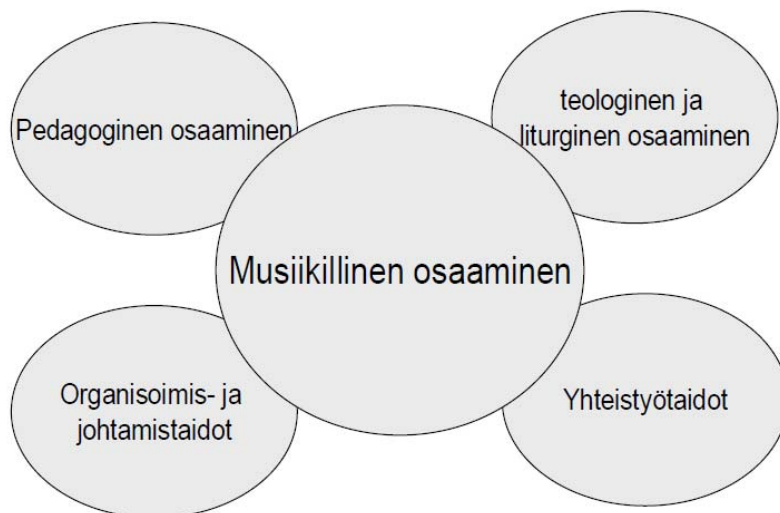 Pedagoginen osaaminen
teologinen ja
liturginen osaaminen
Musiikillinen osaaminen
Organisoimis- ja
johtamistaidot
Yhteistyötaidot